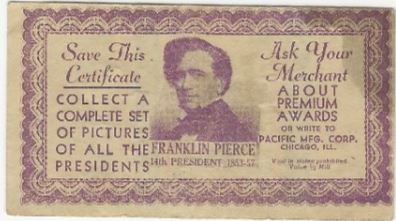 Save This
Certificate
COLLECT A
COMPLETE SET
OF PICTURES
OF ALL THE
PRESIDENTS
FRANKLIN PIERCE
14th PRESIDENT 1853-57
Ask Your
Merchant
ABOUT
PREMIUM
AWARDS
OR WRITE TO
PACIFIC MFG. CORP.
CHICAGO, ILL.
Void in states prohibited
Value ½ Mill